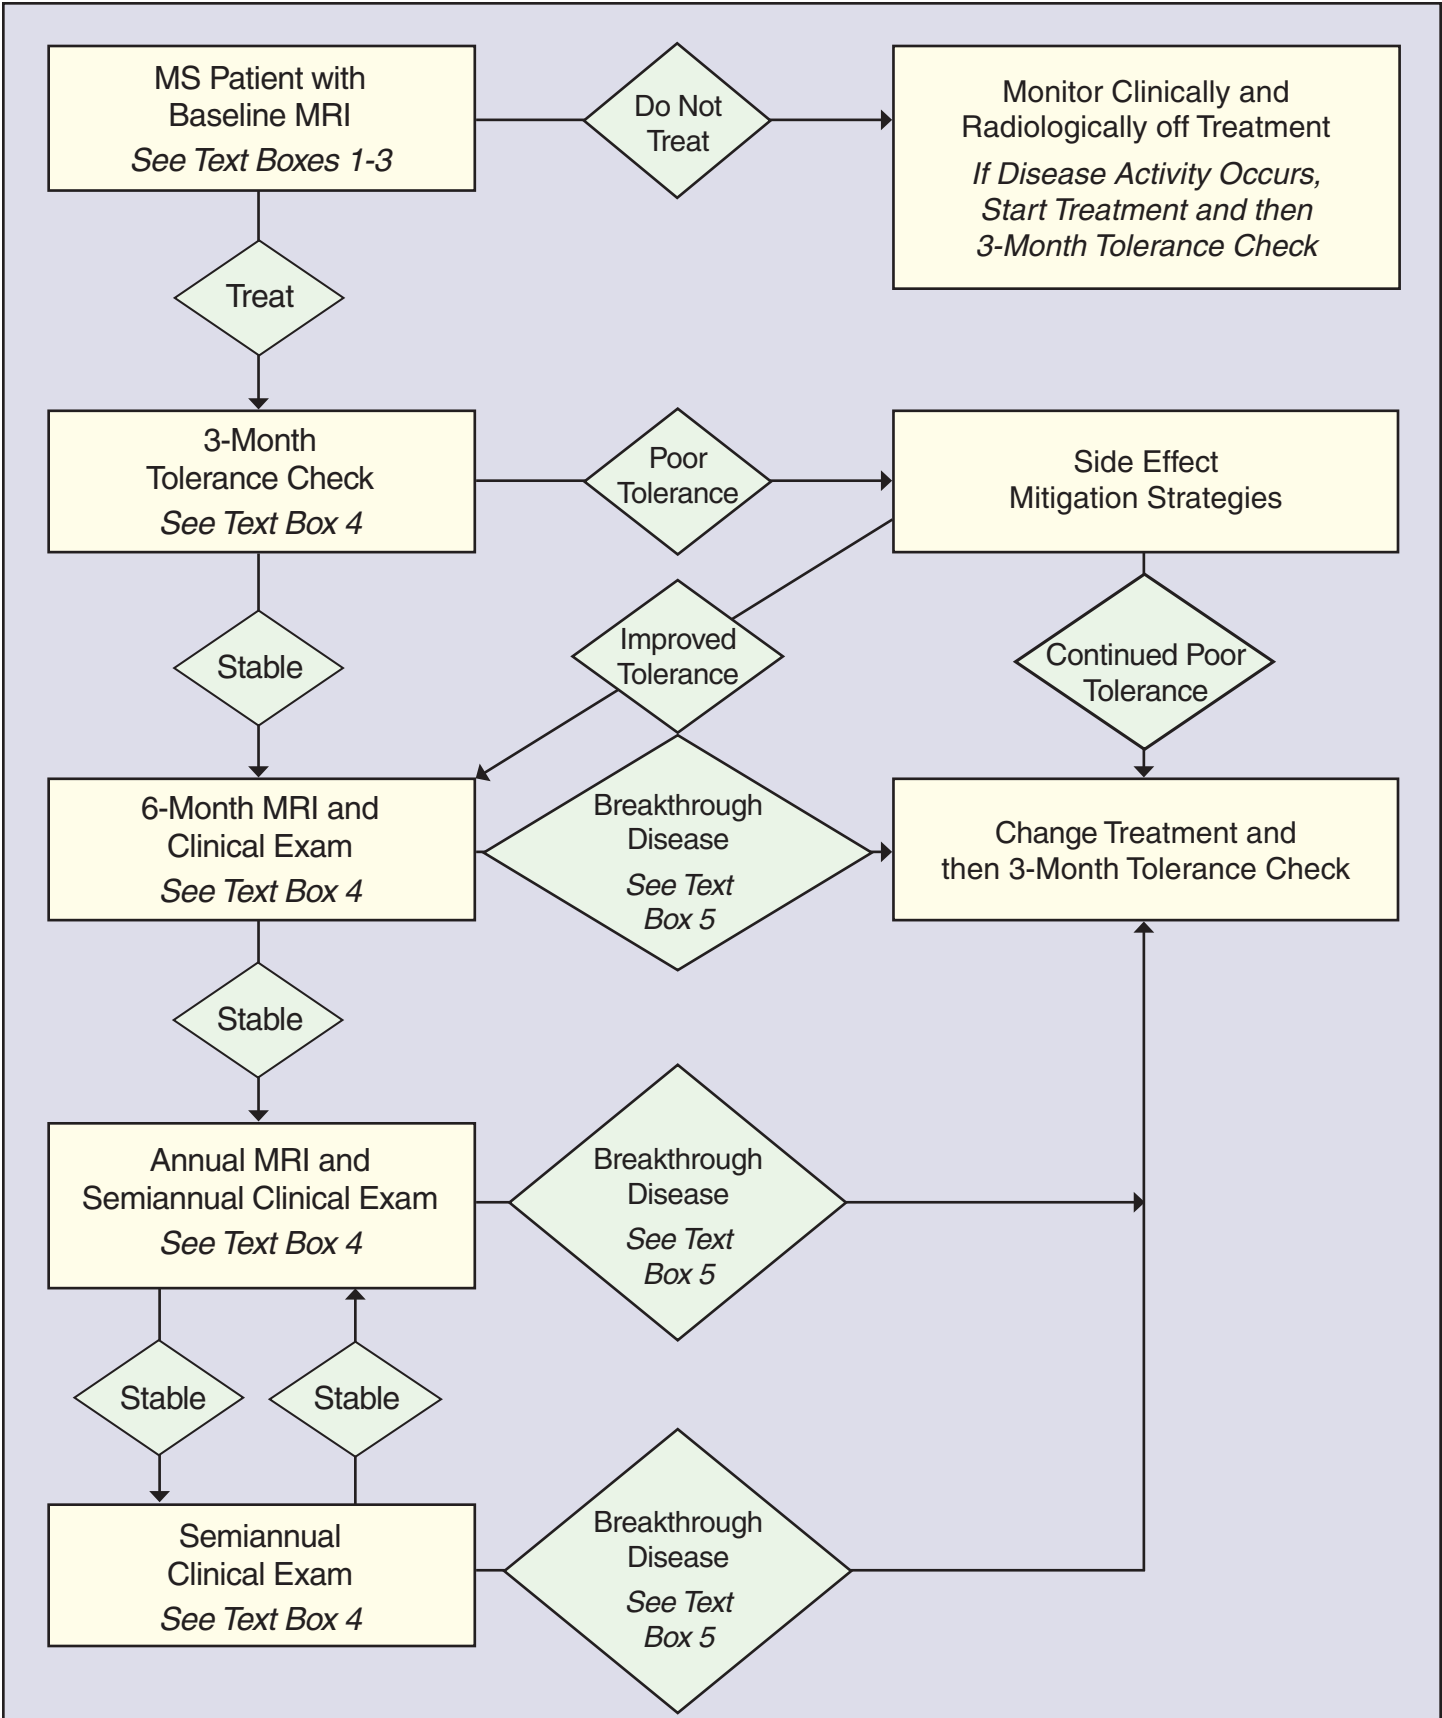 MS Patient with
Baseline MRI
See Text Boxes 1-3
Do Not
Treat
Monitor Clinically and
Radiologically off Treatment
If Disease Activity Occurs,
Start Treatment and then
3-Month Tolerance Check
Treat
3-Month
Tolerance Check
See Text Box 4
Poor
Tolerance
Side Effect
Mitigation Strategies
Stable
Improved
Tolerance
Continued Poor
Tolerance
6-Month MRI and
Clinical Exam
See Text Box 4
Breakthrough
Disease
See Text
Box 5
Change Treatment and
then 3-Month Tolerance Check
Stable
Annual MRI and
Semiannual Clinical Exam
See Text Box 4
Breakthrough
Disease
See Text
Box 5
Stable
Stable
Semiannual
Clinical Exam
See Text Box 4
Breakthrough
Disease
See Text
Box 5